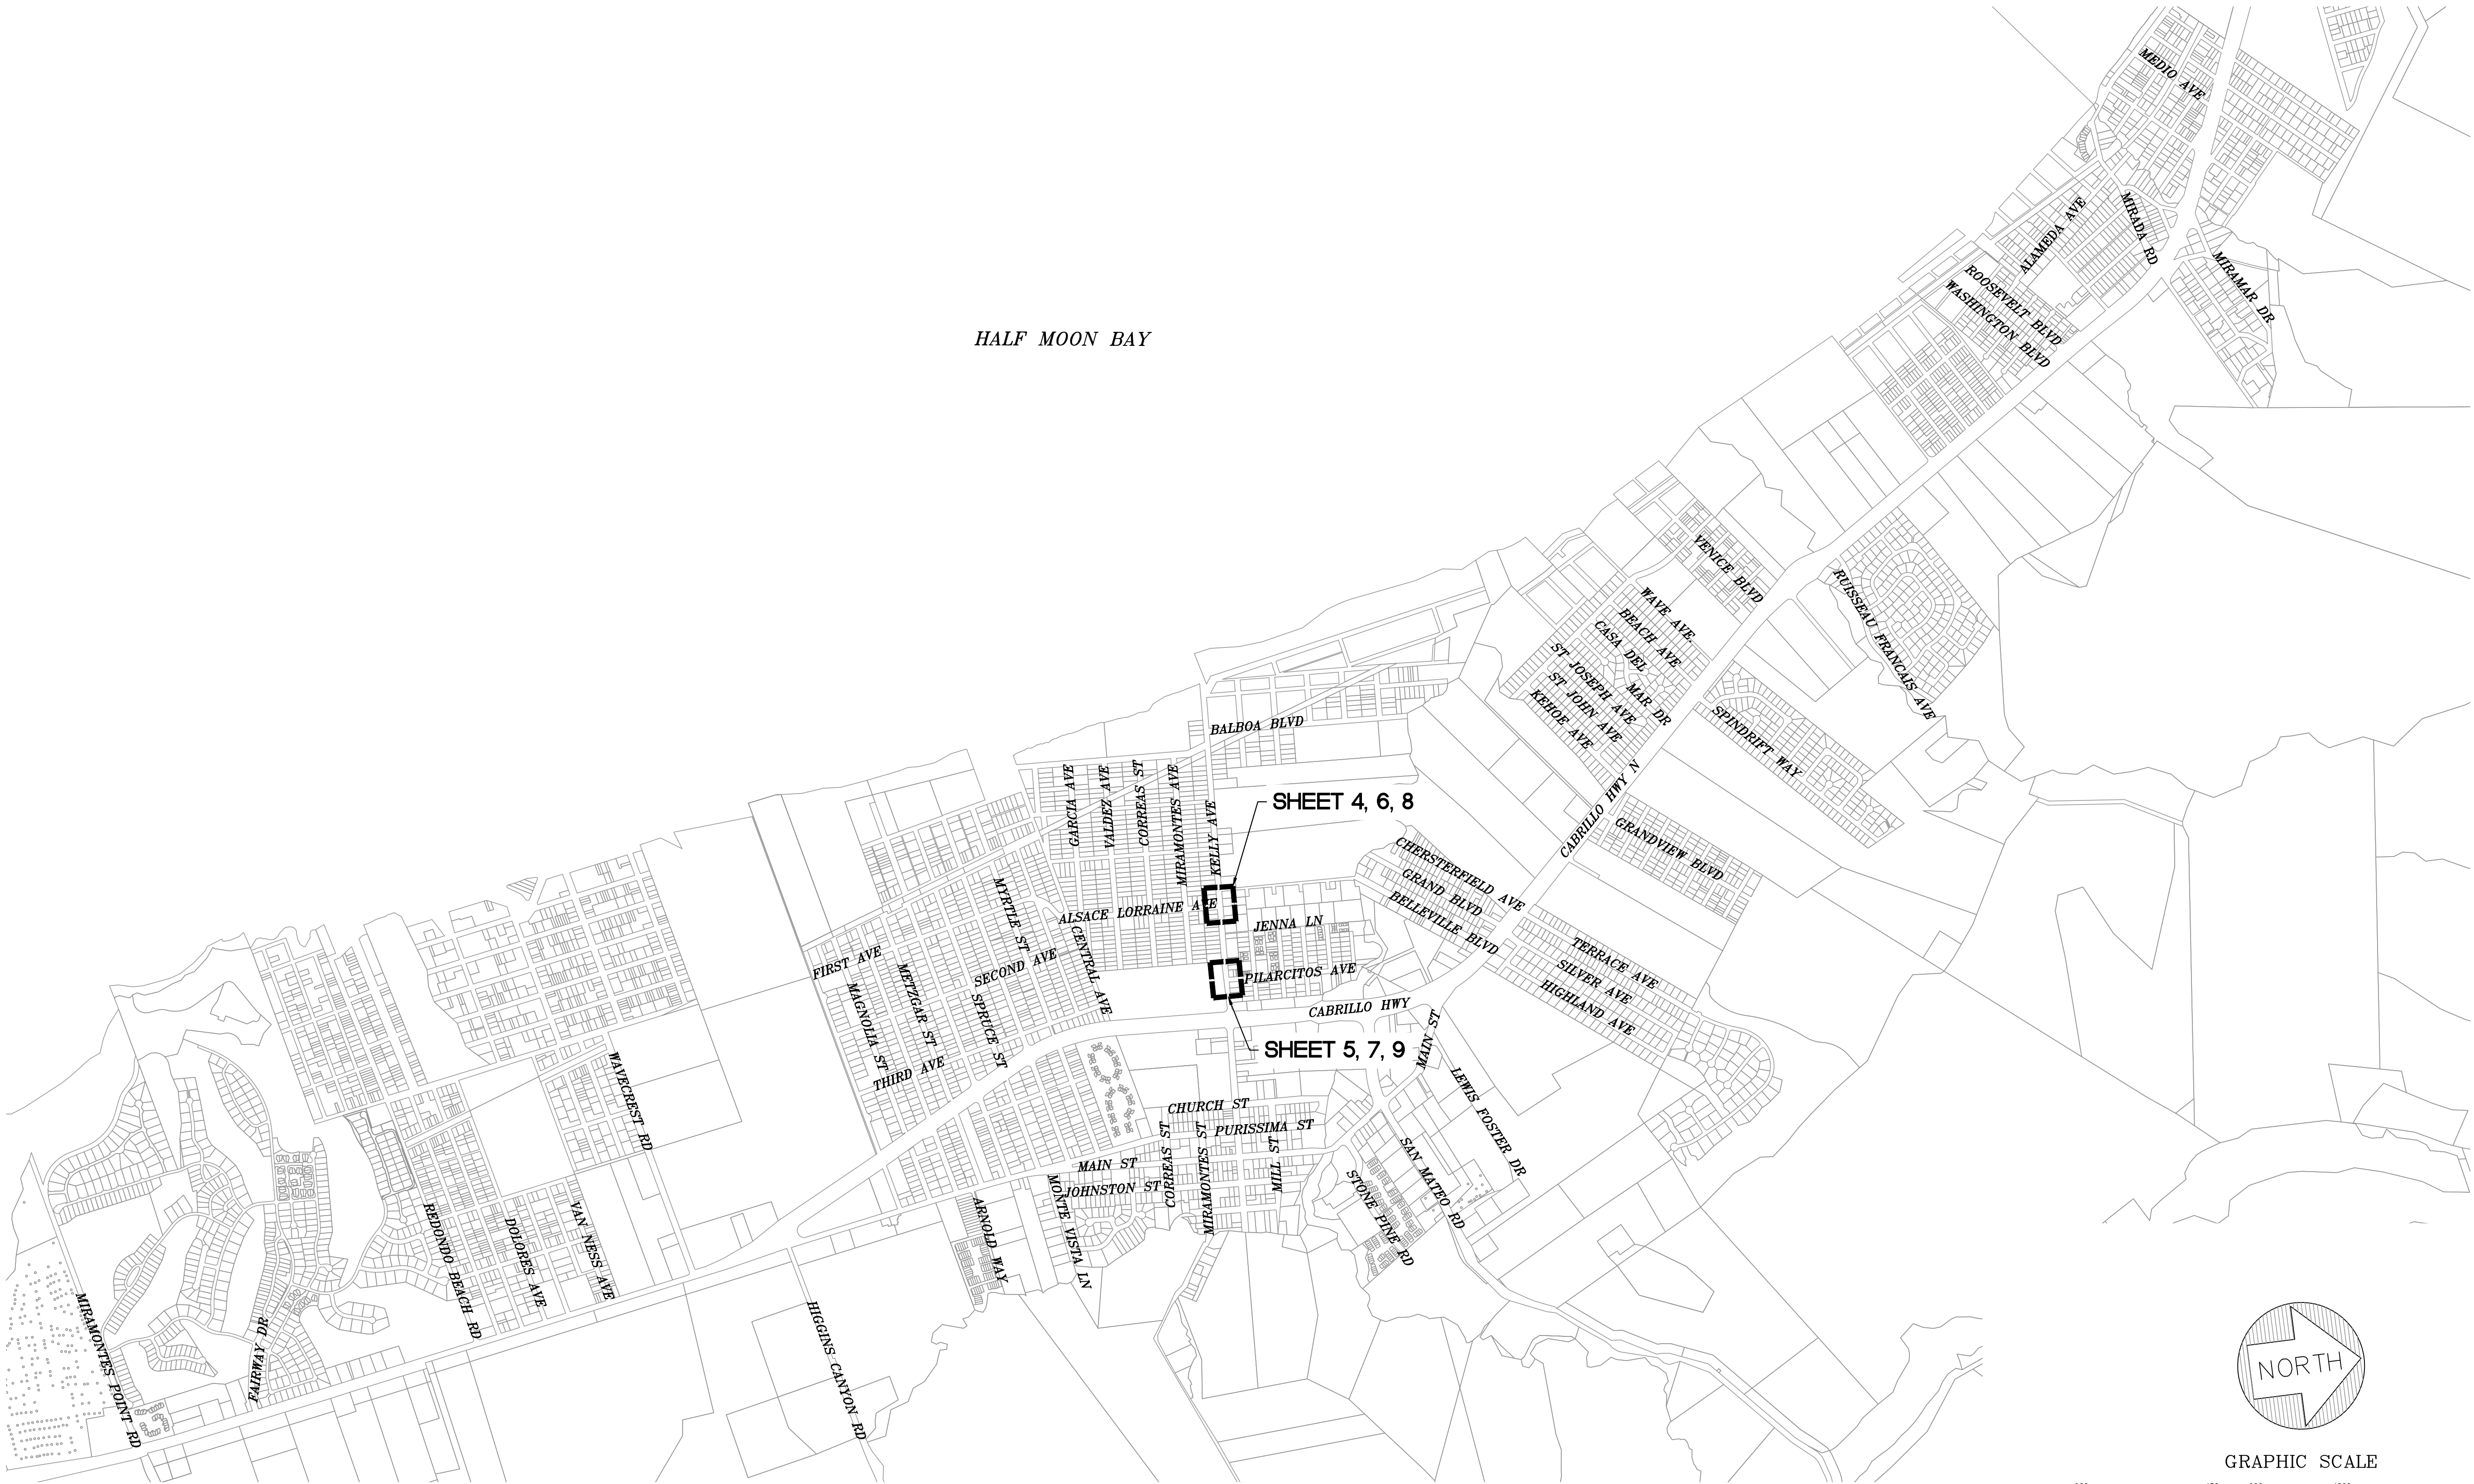 MEDIO AVE
MIRADA RD
ALAMEDA AVE
MIRAMAR DR
ROOSEVELT BLVD
WASHINGTON BLVD
HALF MOON BAY
VENICE BLVD
RUISSEAU FRANCAIS AVE
WAVE AVE.
BEACH AVE
CASA DEL MAR DR
ST JOSEPH AVE
ST JOHN AVE
KEHOE AVE
SPINDRIFT WAY
BALBOA BLVD
CABRILLO HWY N
GARCIA AVE
VALDEZ AVE
CORREAS ST
MIRAMONTES AVE
KELLY AVE
SHEET 4, 6, 8
GRANDVIEW BLVD
CHERSTERFIELD AVE
GRAND BLVD
BELLEVILLE BLVD
MYRTLE ST
ALSACE LORRAINE AVE
JENNA LN
CENTRAL AVE
FIRST AVE
SECOND AVE
METZGAR ST
MAGNOLIA ST
SPRUCE ST
THIRD AVE
PILARCITOS AVE
TERRACE AVE
SILVER AVE
HIGHLAND AVE
CABRILLO HWY
MAIN ST
SHEET 5, 7, 9
LEWIS FOSTER DR
WAVECREST RD
CHURCH ST
PURISSIMA ST
MAIN ST
JOHNSTON ST
CORREAS ST
MIRAMONTES ST
MILL ST
SAN MATEO RD
STONE PINE RD
MONTE VISTA LN
ARNOLD WAY
REDONDO BEACH RD
DOLORES AVE
VAN NESS AVE
MIRAMONTES POINT RD
FAIRWAY DR
HIGGINS CANYON RD
NORTH
GRAPHIC SCALE